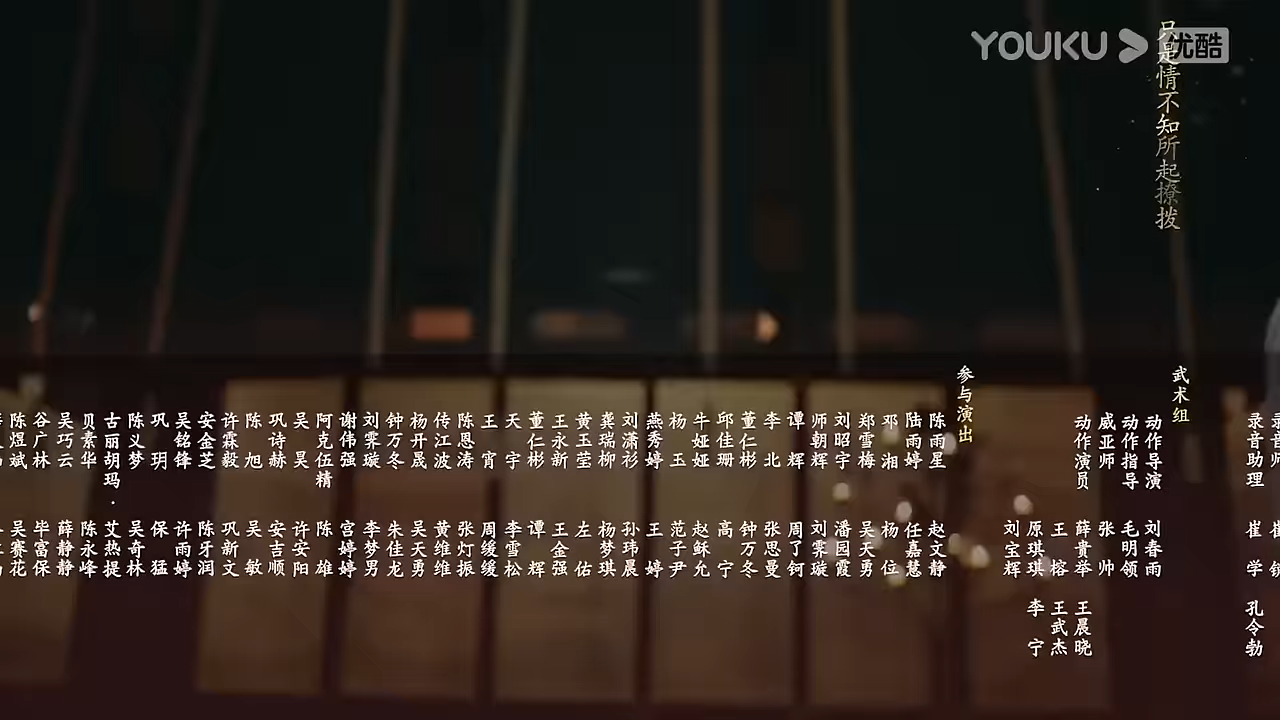 YOUKU 优酷
只是情不知所起撩拨
录音助理
崔学
孔令勃
武术组
动作导演
刘春雨
动作指导
毛明领
威亚师
张帅
动作演员
薛贵举
王晨晓
王榕
王武杰
原琪琪
李宁
刘宝辉
参与演出
陈雨星
赵文静
陆雨婷
任嘉慧
邓湘
杨位
郑雪梅
吴天勇
刘昭宇
潘园霞
师朝辉
刘霁璇
谭辉
周了钶
李北
张思曼
董仁彬
钟万冬
邱佳珊
高宁
牛娅娅
赵稣允
杨玉
范子尹
燕秀婷
王婷
刘潇衫
孙玮晨
龚瑞柳
杨梦琪
黄玉莹
左佑
王永新
王金强
董仁彬
谭辉
天宇
李雪松
王宵
周缓缓
陈恩涛
张灯振
传江波
黄维维
杨开晟
吴天勇
钟万冬
朱佳龙
刘霁璇
李梦男
谢伟强
宫婷婷
阿克伍精
陈雄
吴昊
许安阳
巩诗赫
安吉顺
陈旭
吴敏
许霖毅
巩新文
安金芝
陈牙润
吴铭锋
许雨婷
巩玥
保猛
陈义梦
吴奇林
古丽胡玛·
艾热提
贝素华
陈永峰
吴巧云
薛静静
谷广林
毕富保
陈煜斌
吴赛花